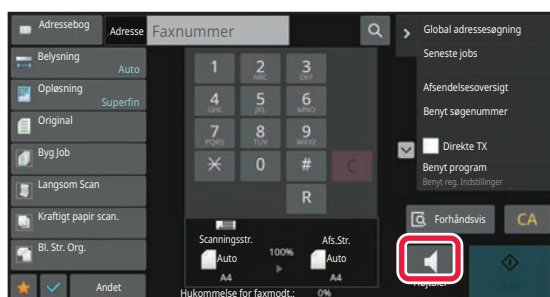 Adressebog
Adresse
Faxnummer
Belysning
Auto
Opløsning
Superfin
Original
Byg Job
Langsom Scan
Kraftigt papir scan.
Bl. Str. Org.
Andet
1
2
ABC
3
DEF
4
GHI
5
JKL
6
MNO
7
PQRS
8
TUV
9
WXYZ
0
#
C
R
Scanningsstr.
100%
Afs.Str.
Auto
Auto
A4
A4
Hukommelse for faxmodt.: 0%
Global adressesøgning
Seneste jobs
Afsendelsesoversigt
Benyt søgenummer
Direkte TX
Benyt program
Benyt reg. Indstillinger
Forhåndsvis
CA
Højttaler
Start